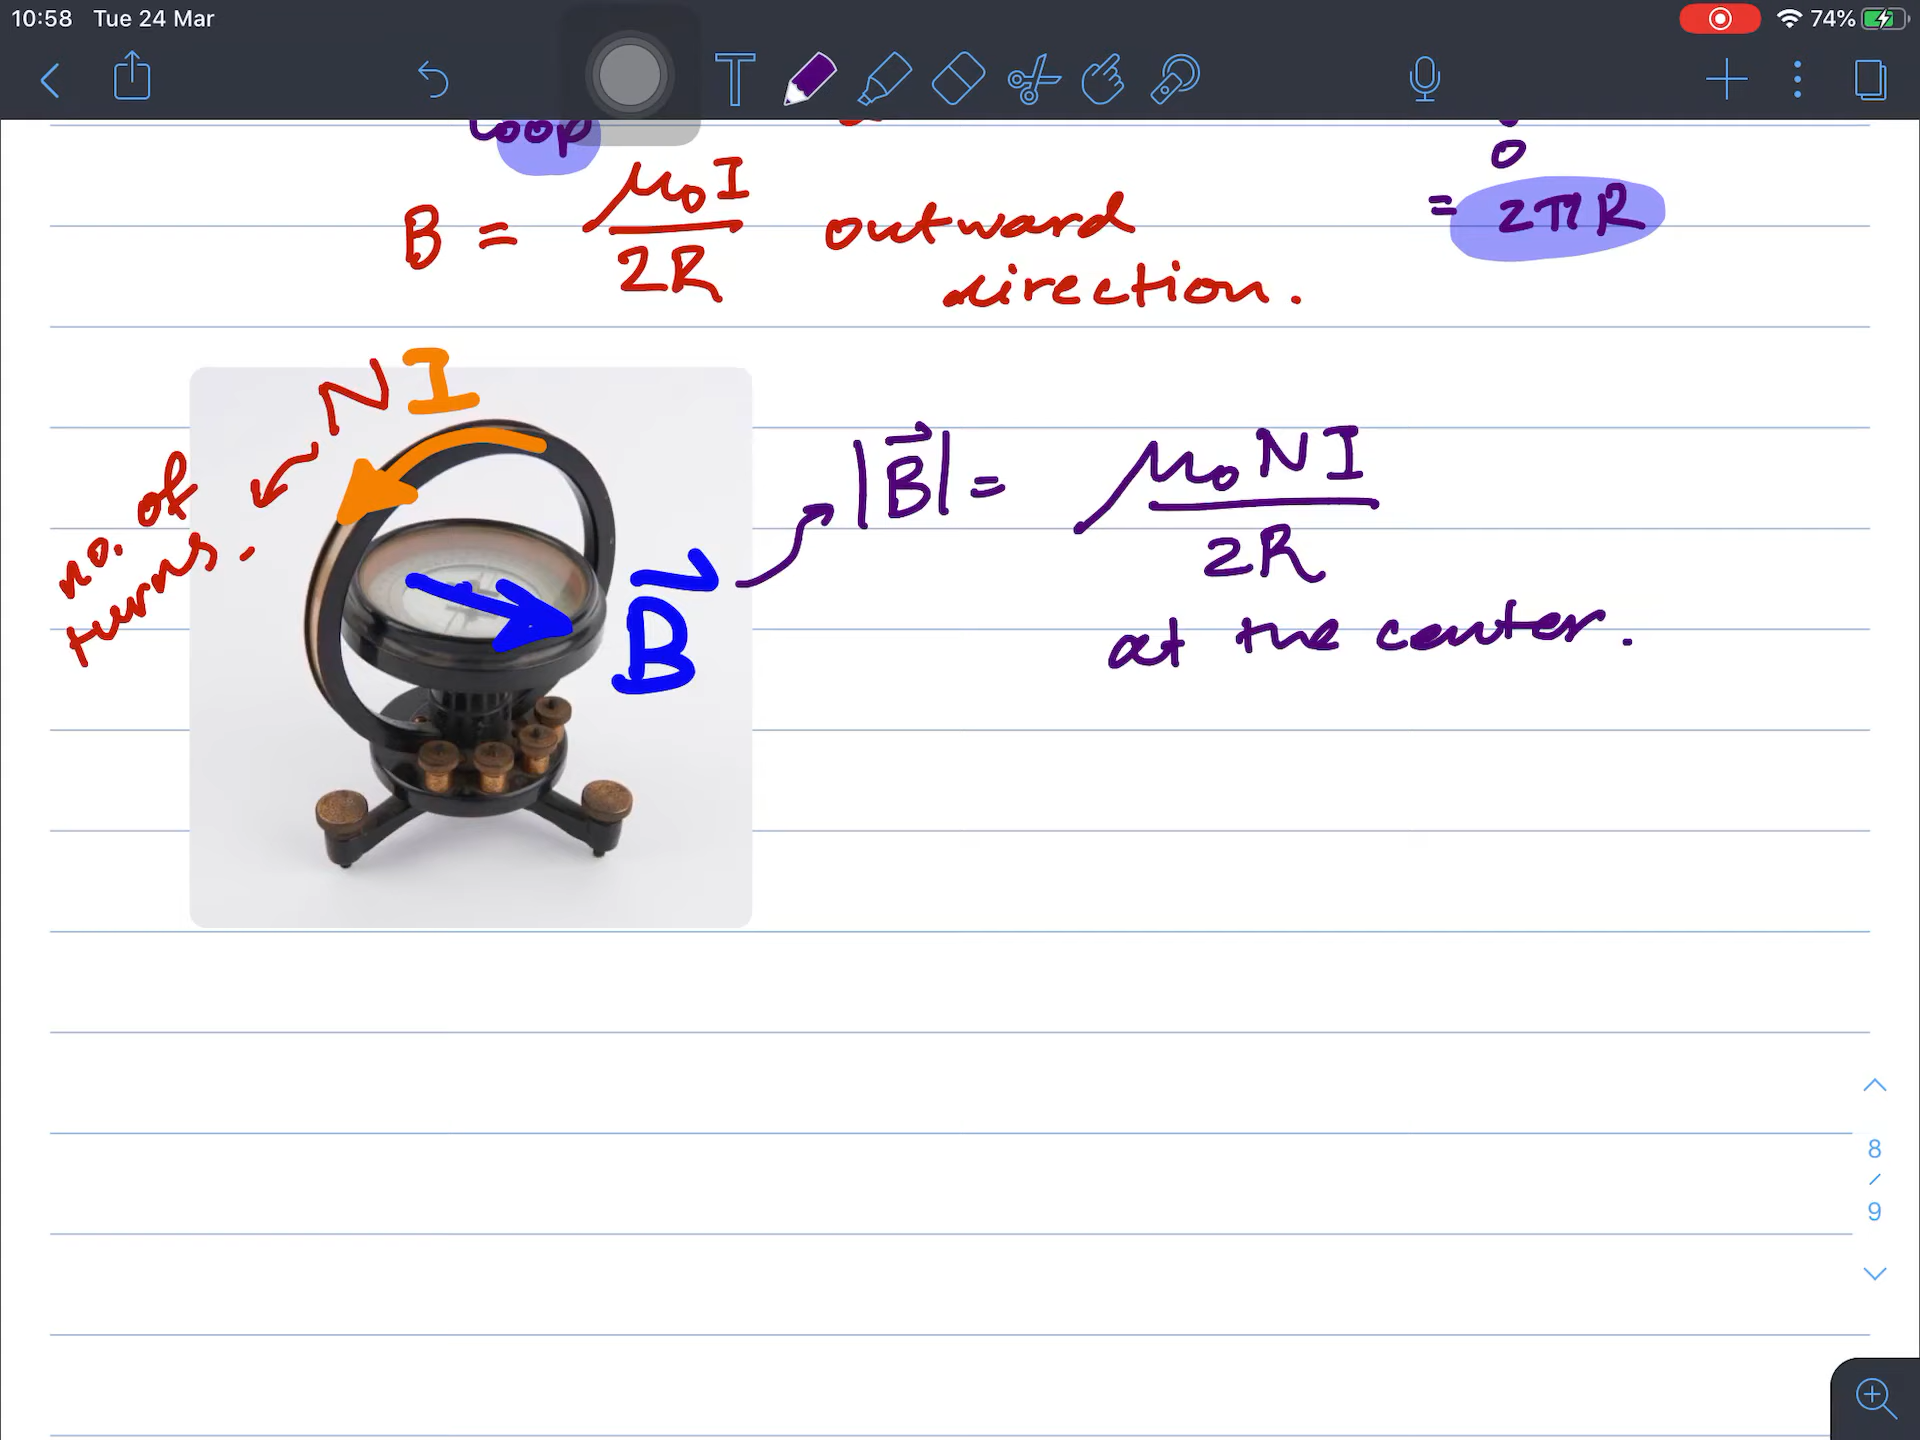 10:58 Tue 24 Mar 74%
T
loop
0
= 2πR
B = μ₀I / 2R outward
direction.
NI
no. of
turns.
|B⃗| = μ₀NI / 2R
B⃗
at the center.
8
/
9